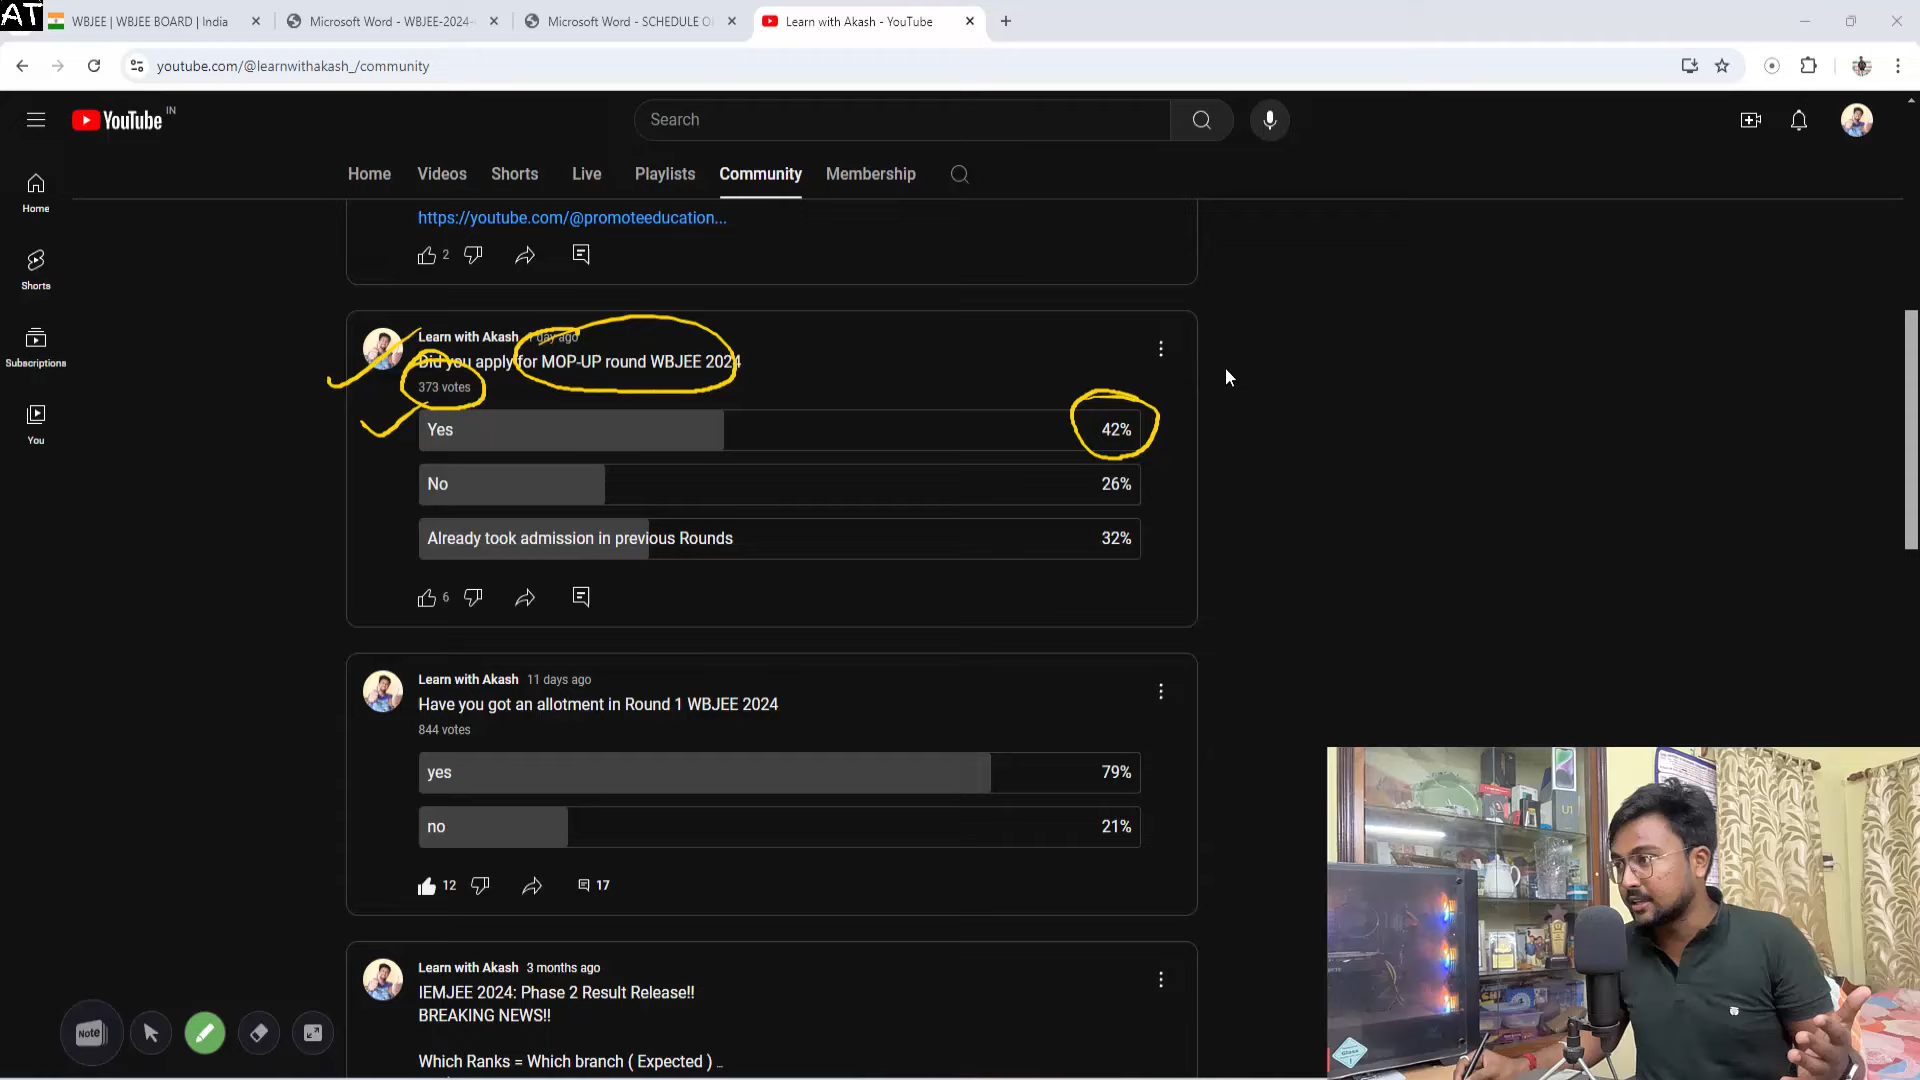 AT
WBJEE | WBJEE BOARD | India
Microsoft Word - WBJEE-2024-
Microsoft Word - SCHEDULE O
Learn with Akash - YouTube
youtube.com/@learnwithakash_/community
YouTube IN
Search
Home Videos Shorts Live Playlists Community Membership
Home
Shorts
Subscriptions
You
https://youtube.com/@promoteeducation...
2
Learn with Akash 1 day ago
Did you apply for MOP-UP round WBJEE 2024
373 votes
Yes 42%
No 26%
Already took admission in previous Rounds 32%
6
Learn with Akash 11 days ago
Have you got an allotment in Round 1 WBJEE 2024
844 votes
yes 79%
no 21%
12 17
Learn with Akash 3 months ago
IEMJEE 2024: Phase 2 Result Release!!
BREAKING NEWS!!
Which Ranks = Which branch ( Expected ) ...
Note
U1